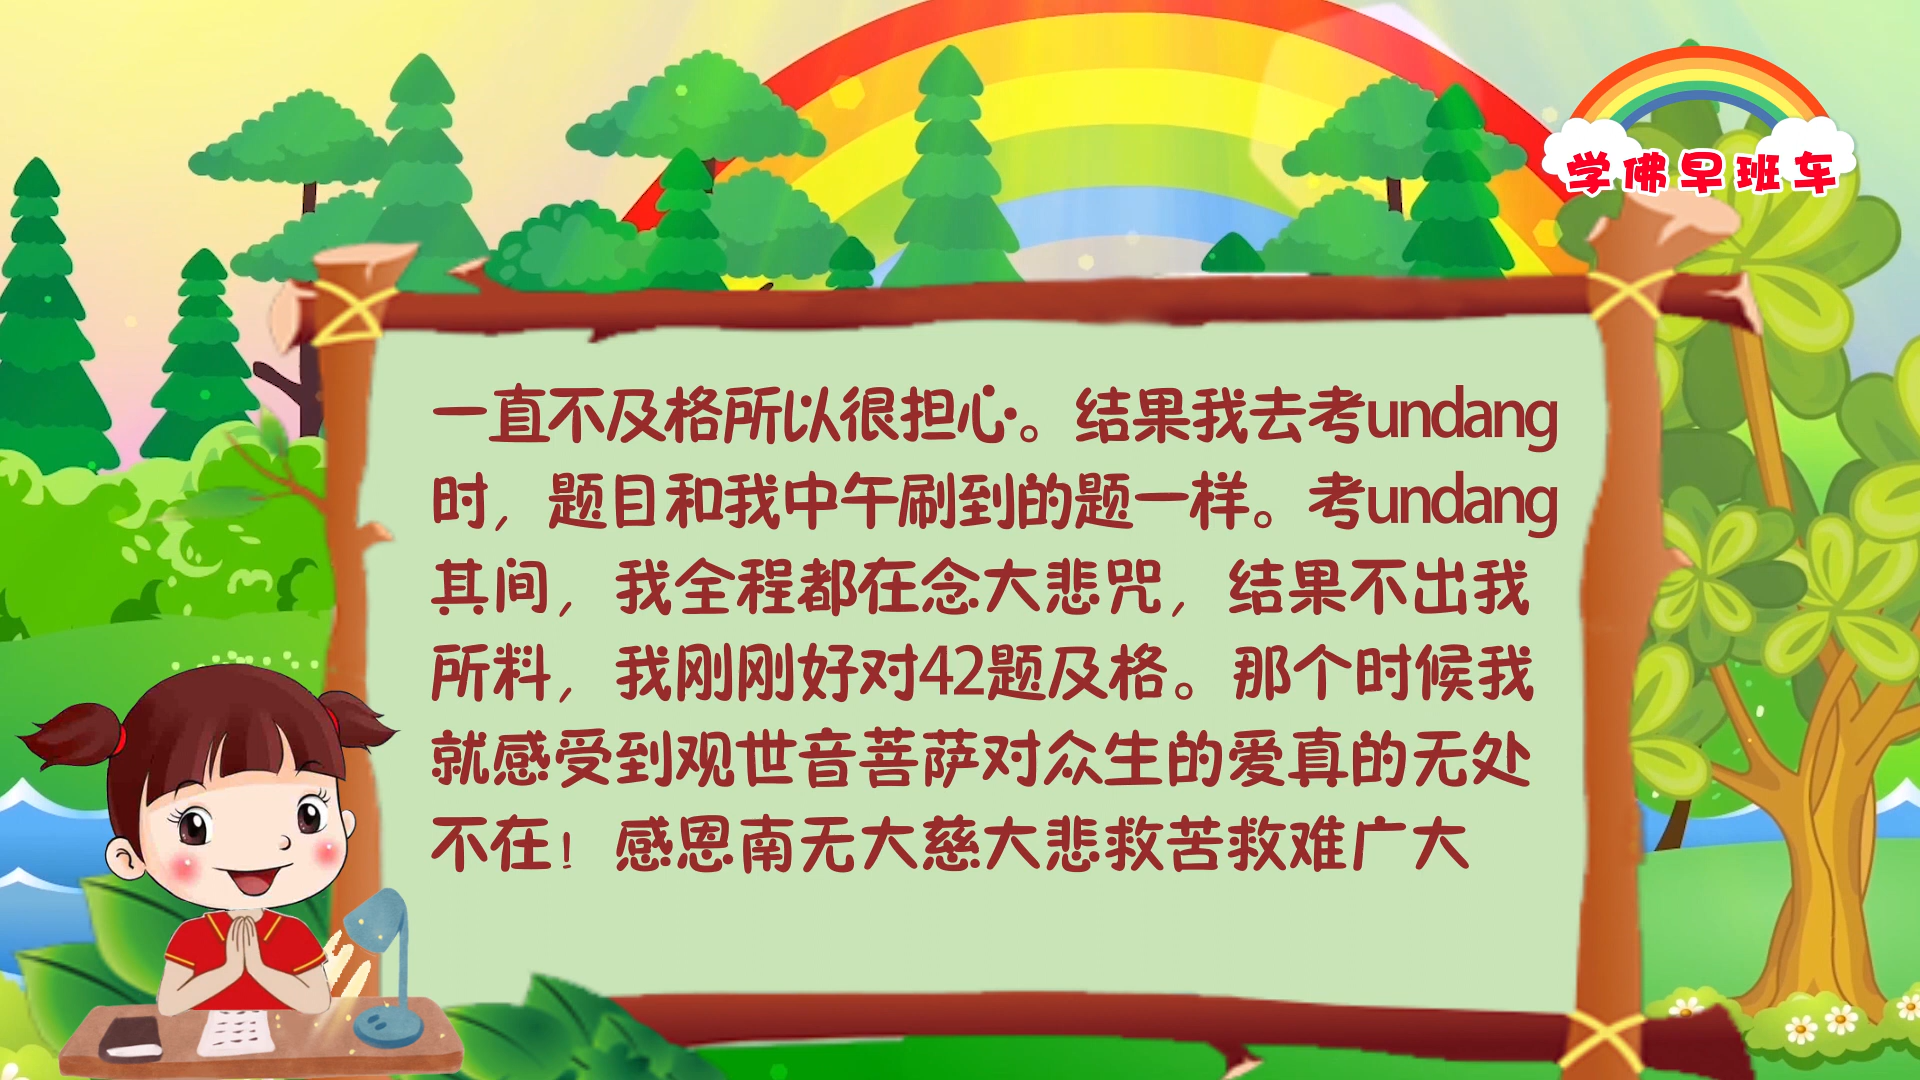 学佛早班车
一直不及格所以很担心。结果我去考undang
时，题目和我中午刷到的题一样。考undang
其间，我全程都在念大悲咒，结果不出我
所料，我刚刚好对42题及格。那个时候我
就感受到观世音菩萨对众生的爱真的无处
不在！感恩南无大慈大悲救苦救难广大